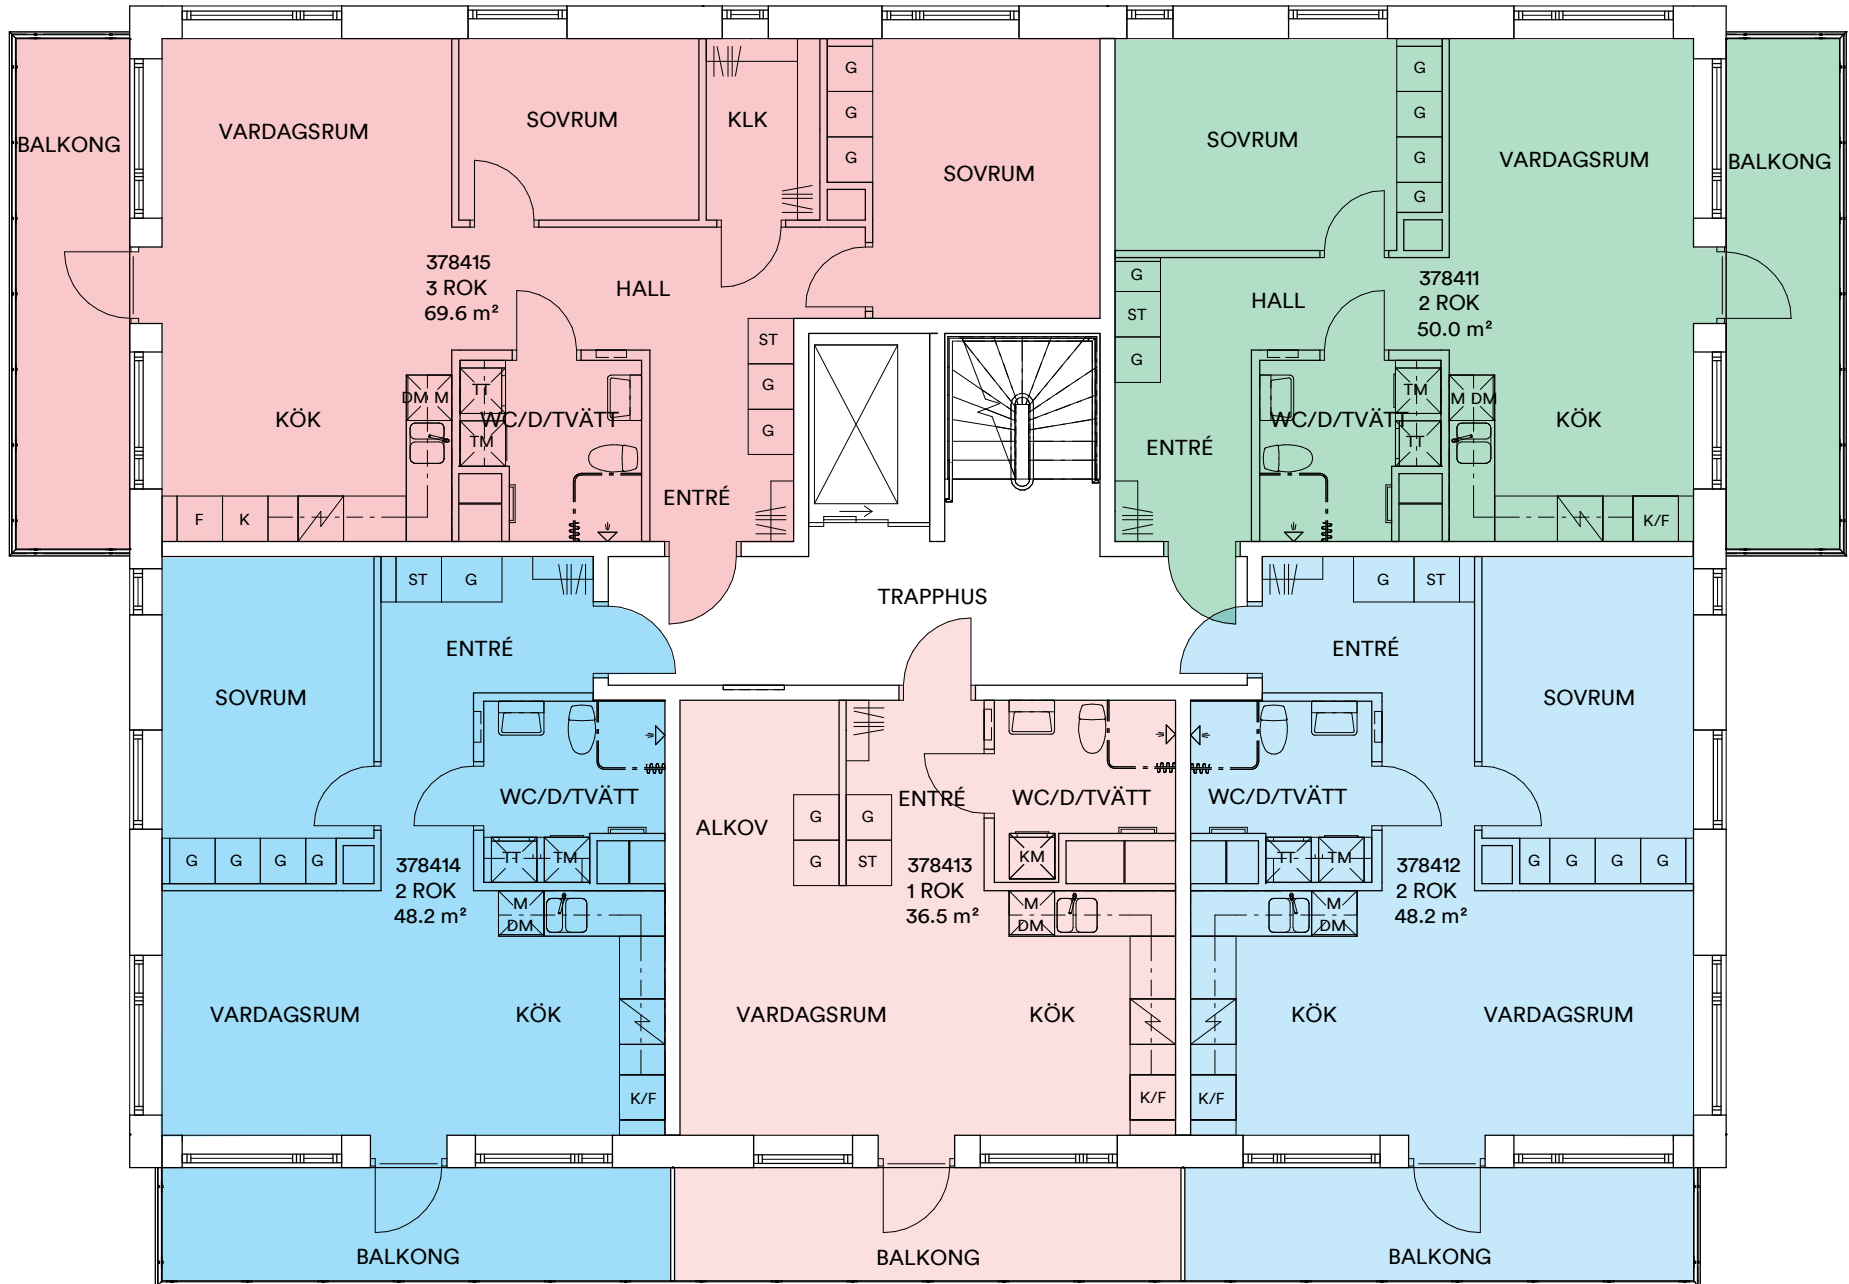 G
G
VARDAGSRUM
SOVRUM
KLK
G
G
BALKONG
SOVRUM
VARDAGSRUM
BALKONG
G
G
SOVRUM
G
378415
3 ROK
69.6 m²
HALL
G
378411
2 ROK
50.0 m²
HALL
ST
ST
G
G
TT
DM M
TM
M DM
KÖK
WC/D/TVÄTT
WC/D/TVÄTT
KÖK
TM
G
TT
ENTRÉ
ENTRÉ
F
K
K/F
ST
G
G
ST
TRAPPHUS
ENTRÉ
ENTRÉ
SOVRUM
SOVRUM
WC/D/TVÄTT
ENTRÉ
WC/D/TVÄTT
WC/D/TVÄTT
ALKOV
G
G
G
G
G
G
TT
TM
G
ST
KM
TT
TM
G
G
G
G
378414
2 ROK
48.2 m²
378413
1 ROK
36.5 m²
378412
2 ROK
48.2 m²
M
DM
M
DM
M
DM
VARDAGSRUM
KÖK
VARDAGSRUM
KÖK
KÖK
VARDAGSRUM
K/F
K/F
K/F
BALKONG
BALKONG
BALKONG